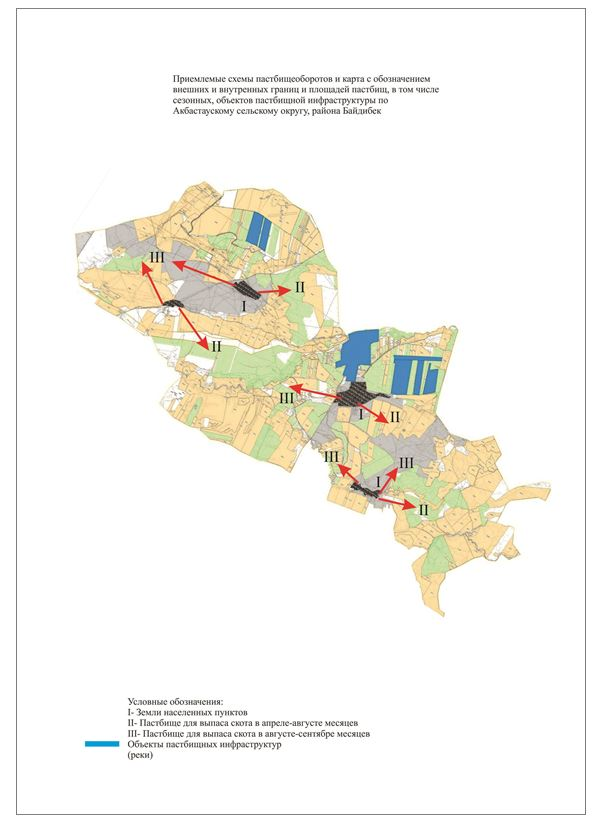 Приемлемые схемы пастбищеоборотов и карта с обозначением
внешних и внутренних границ и площадей пастбищ, в том числе
сезонных, объектов пастбищной инфраструктуры по
Акбастаускому сельскому округу, района Байдибек
III
II
I
II
III
I
II
III
III
I
II
Условные обозначения:
I- Земли населенных пунктов
II- Пастбище для выпаса скота в апреле-августе месяцев
III- Пастбище для выпаса скота в августе-сентябре месяцев
Объекты пастбищных инфраструктур
(реки)